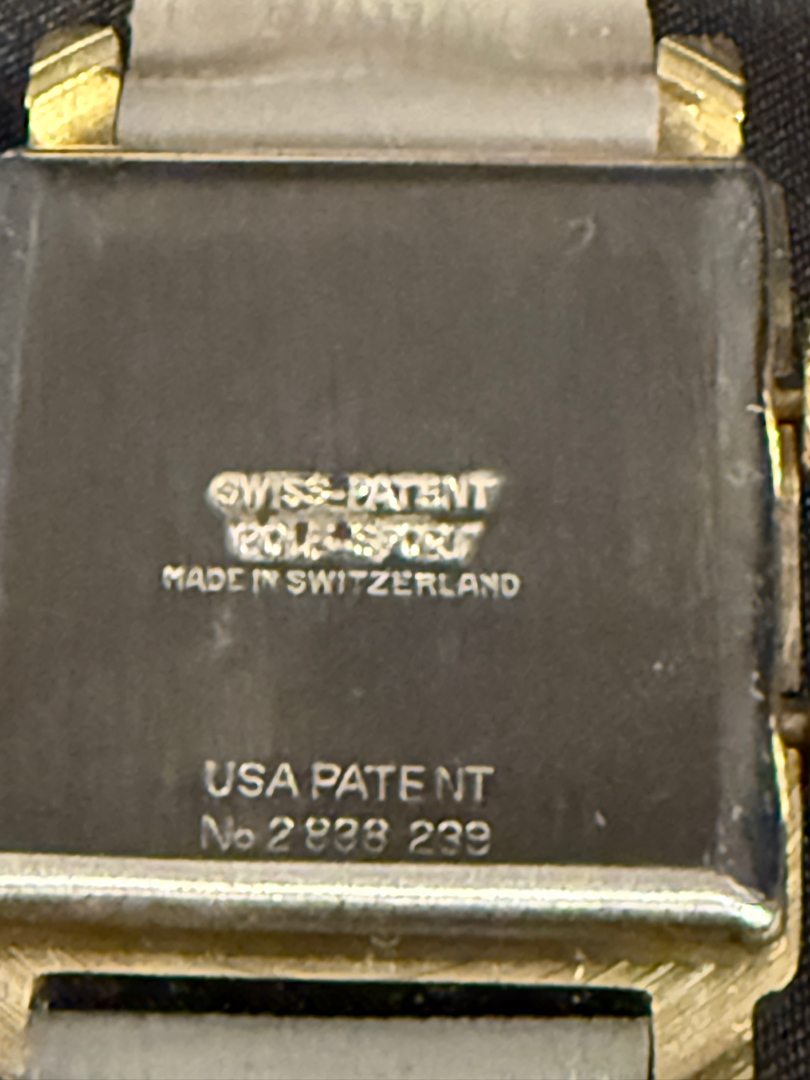 SWISS-PATENT
MADE IN SWITZERLAND
USA PATENT
No 2 838 239